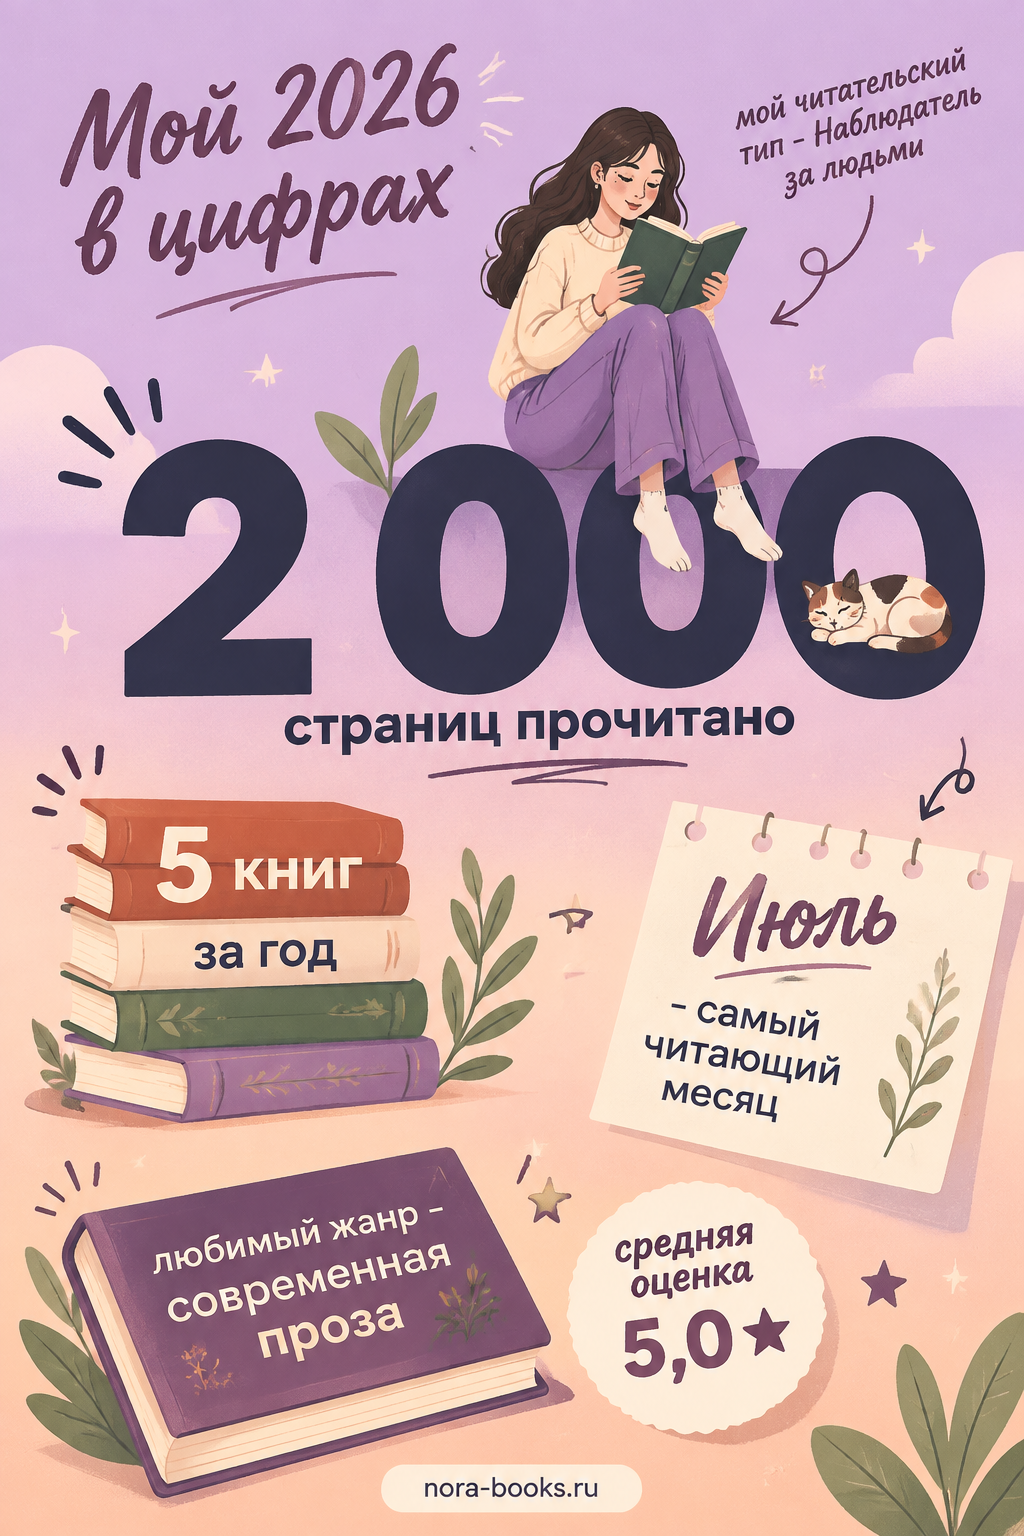 Мой 2026
в цифрах
мой читательский
тип – Наблюдатель
за людьми
2 000
страниц прочитано
5 книг
за год
Июль
– самый
читающий
месяц
любимый жанр –
современная
проза
средняя
оценка
5,0★
nora-books.ru